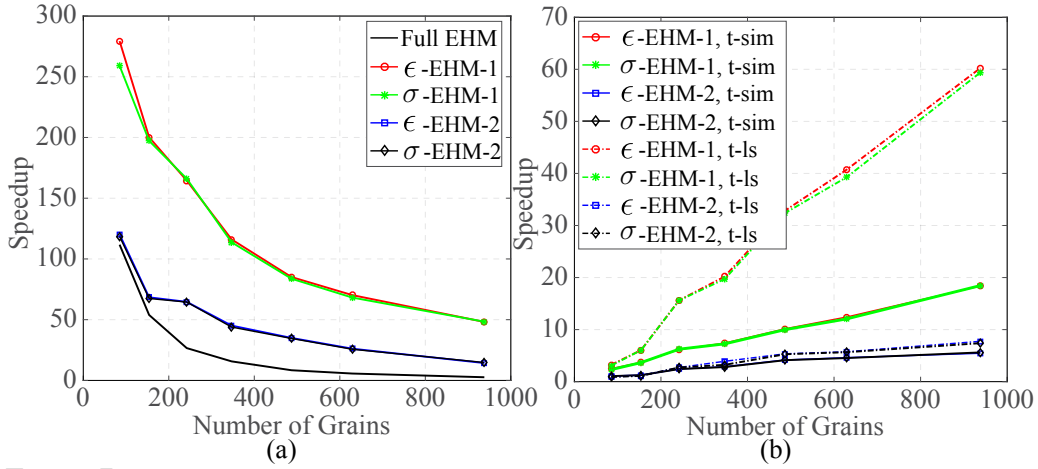 300
250
200
150
100
50
0
Speedup
0 200 400 600 800 1000
Number of Grains
(a)
Full EHM
ϵ-EHM-1
σ-EHM-1
ϵ-EHM-2
σ-EHM-2
70
60
50
40
30
20
10
0
Speedup
0 200 400 600 800 1000
Number of Grains
(b)
ϵ-EHM-1, t-sim
σ-EHM-1, t-sim
ϵ-EHM-2, t-sim
σ-EHM-2, t-sim
ϵ-EHM-1, t-ls
σ-EHM-1, t-ls
ϵ-EHM-2, t-ls
σ-EHM-2, t-ls